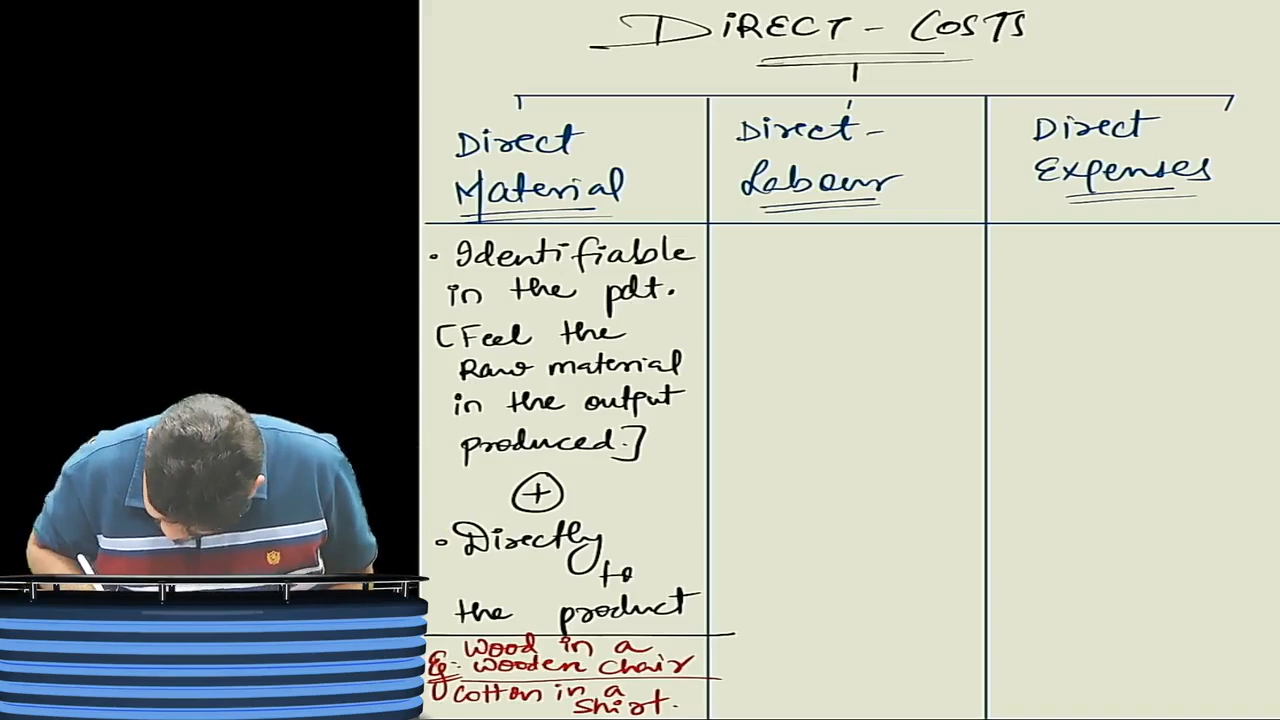 DIRECT - COSTS
Direct
Material
Direct -
Labour
Direct
Expenses
• Identifiable
in the pdt.
[Feel the
Raw material
in the output
produced.]
+
• Directly
to
the product
Eg:- Wood in a
wooden chair
Cotton in a
Shirt.